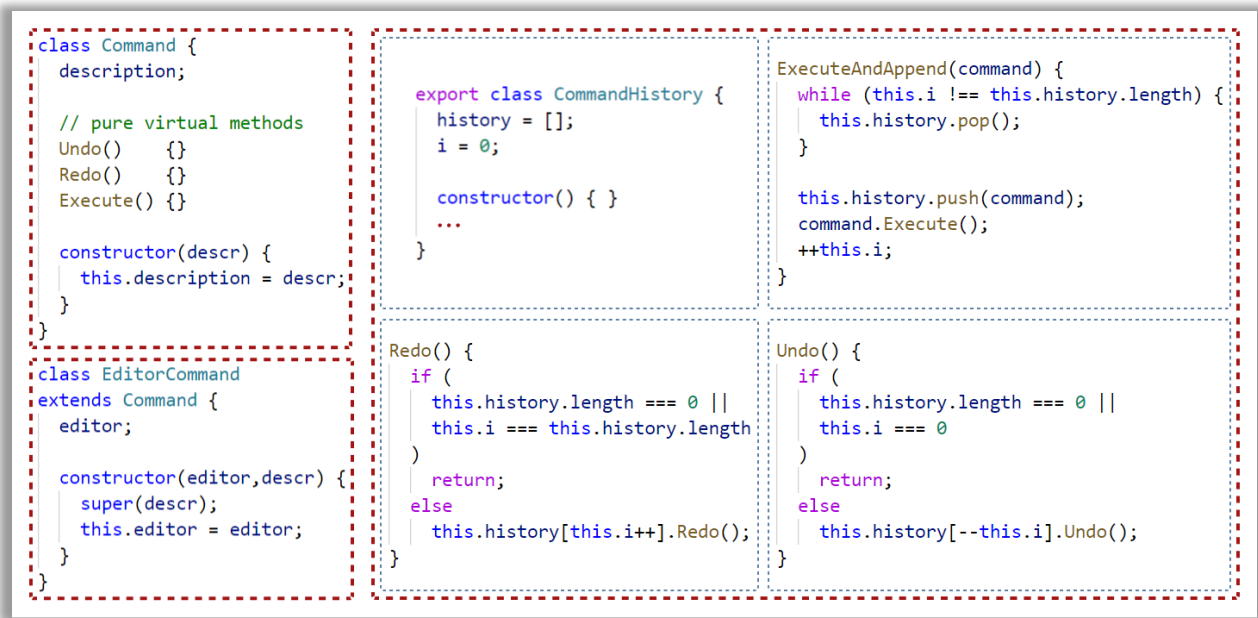 class Command {
  description;

  // pure virtual methods
  Undo()    {}
  Redo()    {}
  Execute() {}

  constructor(descr) {
    this.description = descr;
  }
}
class EditorCommand
extends Command {
  editor;

  constructor(editor,descr) {
    super(descr);
    this.editor = editor;
  }
}
export class CommandHistory {
  history = [];
  i = 0;

  constructor() { }
  ...
}
ExecuteAndAppend(command) {
  while (this.i !== this.history.length) {
    this.history.pop();
  }

  this.history.push(command);
  command.Execute();
  ++this.i;
}
Redo() {
  if (
    this.history.length === 0 ||
    this.i === this.history.length
  )
    return;
  else
    this.history[this.i++].Redo();
}
Undo() {
  if (
    this.history.length === 0 ||
    this.i === 0
  )
    return;
  else
    this.history[--this.i].Undo();
}